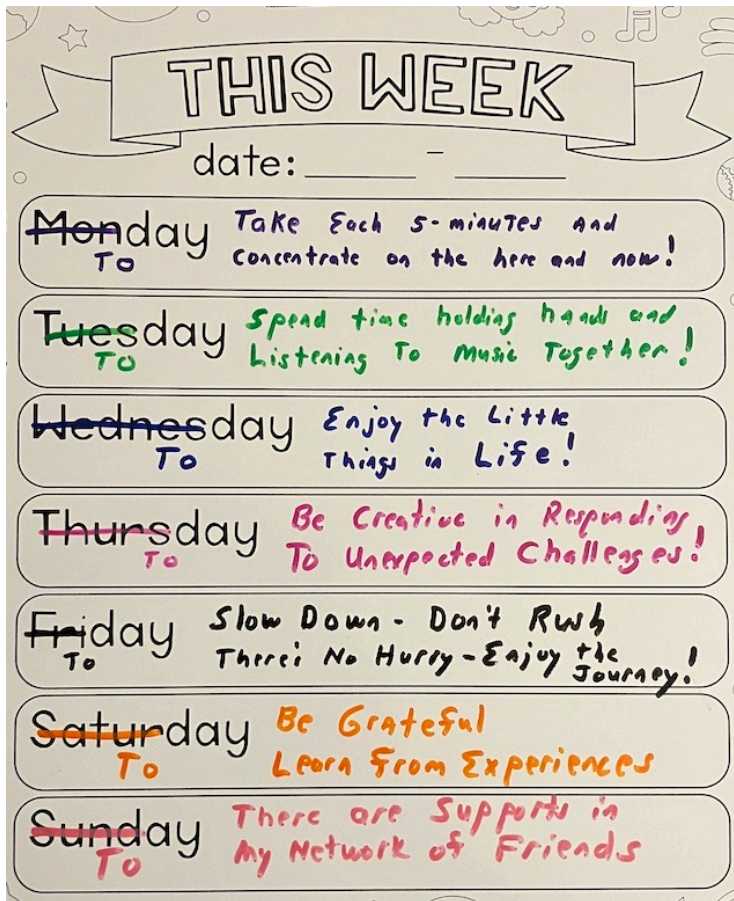 THIS WEEK
date: ______ - ______
Monday Take Each 5-minutes And
TO Concentrate on the here and now!
Tuesday Spend time holding hands and
TO Listening To Music Together!
Wednesday Enjoy the Little
TO Things in Life!
Thursday Be Creative in Responding
TO To Unexpected Challenges!
Friday Slow Down - Don't Rush
TO There's No Hurry - Enjoy the
Journey!
Saturday Be Grateful
TO Learn From Experiences
Sunday There are Supports in
TO My Network of Friends